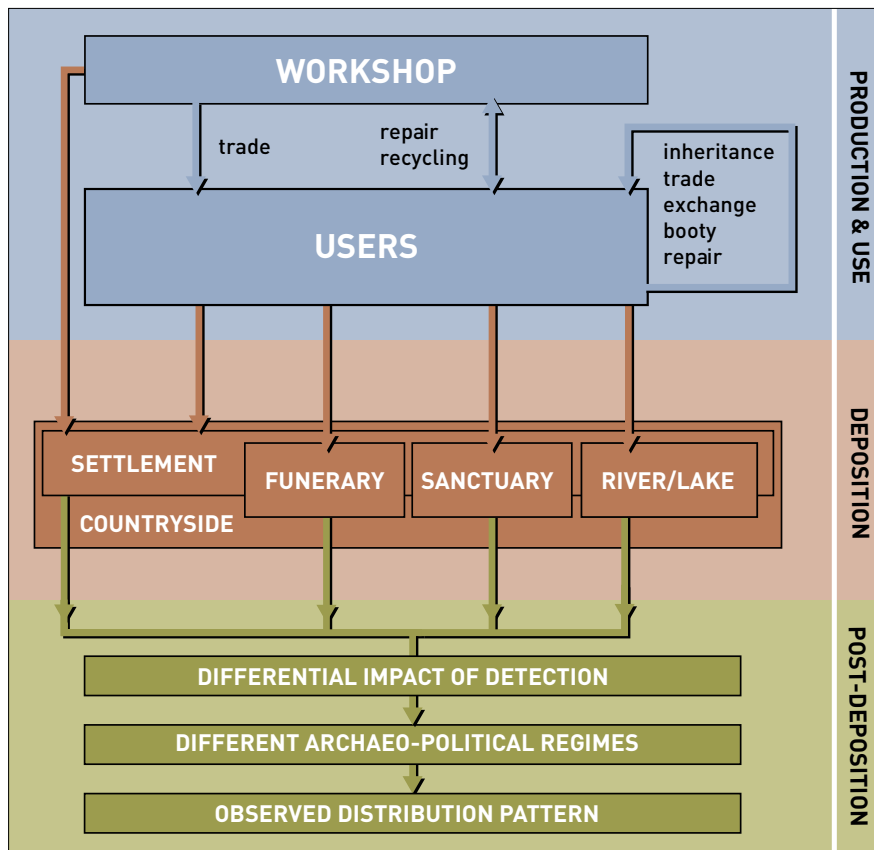 WORKSHOP
trade
repair
recycling
inheritance
trade
exchange
booty
repair
USERS
PRODUCTION & USE
SETTLEMENT
FUNERARY
SANCTUARY
RIVER/LAKE
COUNTRYSIDE
DEPOSITION
DIFFERENTIAL IMPACT OF DETECTION
DIFFERENT ARCHAEO-POLITICAL REGIMES
OBSERVED DISTRIBUTION PATTERN
POST-DEPOSITION